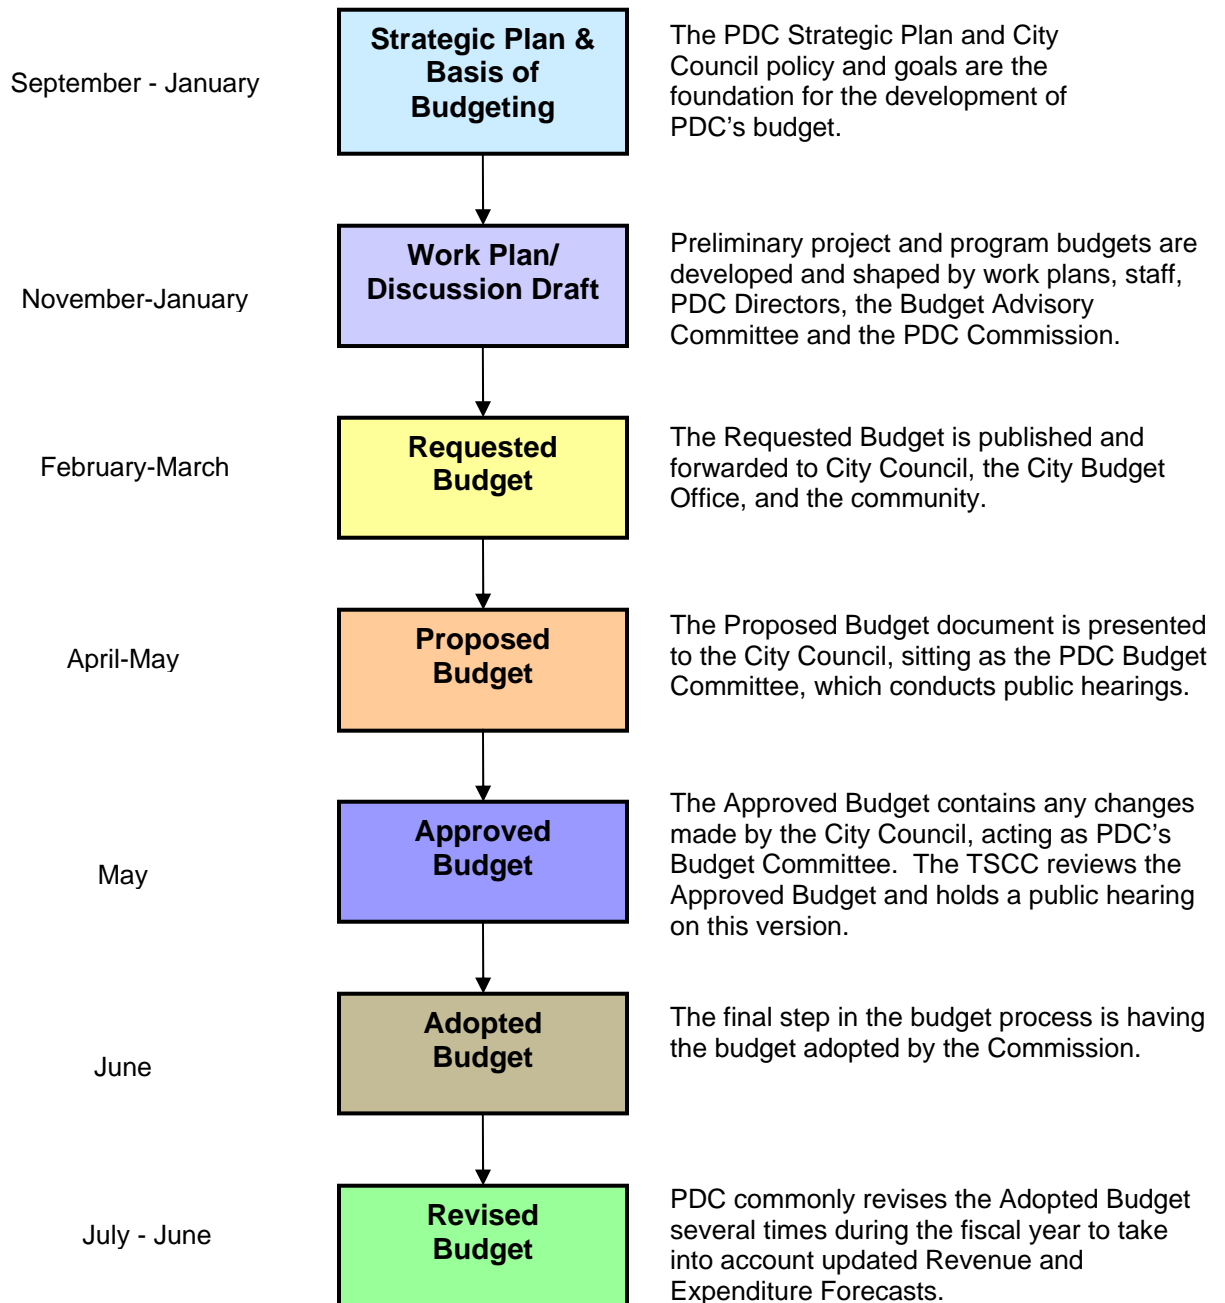 September - January
Strategic Plan &
Basis of
Budgeting
The PDC Strategic Plan and City
Council policy and goals are the
foundation for the development of
PDC’s budget.
November-January
Work Plan/
Discussion Draft
Preliminary project and program budgets are
developed and shaped by work plans, staff,
PDC Directors, the Budget Advisory
Committee and the PDC Commission.
February-March
Requested
Budget
The Requested Budget is published and
forwarded to City Council, the City Budget
Office, and the community.
April-May
Proposed
Budget
The Proposed Budget document is presented
to the City Council, sitting as the PDC Budget
Committee, which conducts public hearings.
May
Approved
Budget
The Approved Budget contains any changes
made by the City Council, acting as PDC’s
Budget Committee.  The TSCC reviews the
Approved Budget and holds a public hearing
on this version.
June
Adopted
Budget
The final step in the budget process is having
the budget adopted by the Commission.
July - June
Revised
Budget
PDC commonly revises the Adopted Budget
several times during the fiscal year to take
into account updated Revenue and
Expenditure Forecasts.